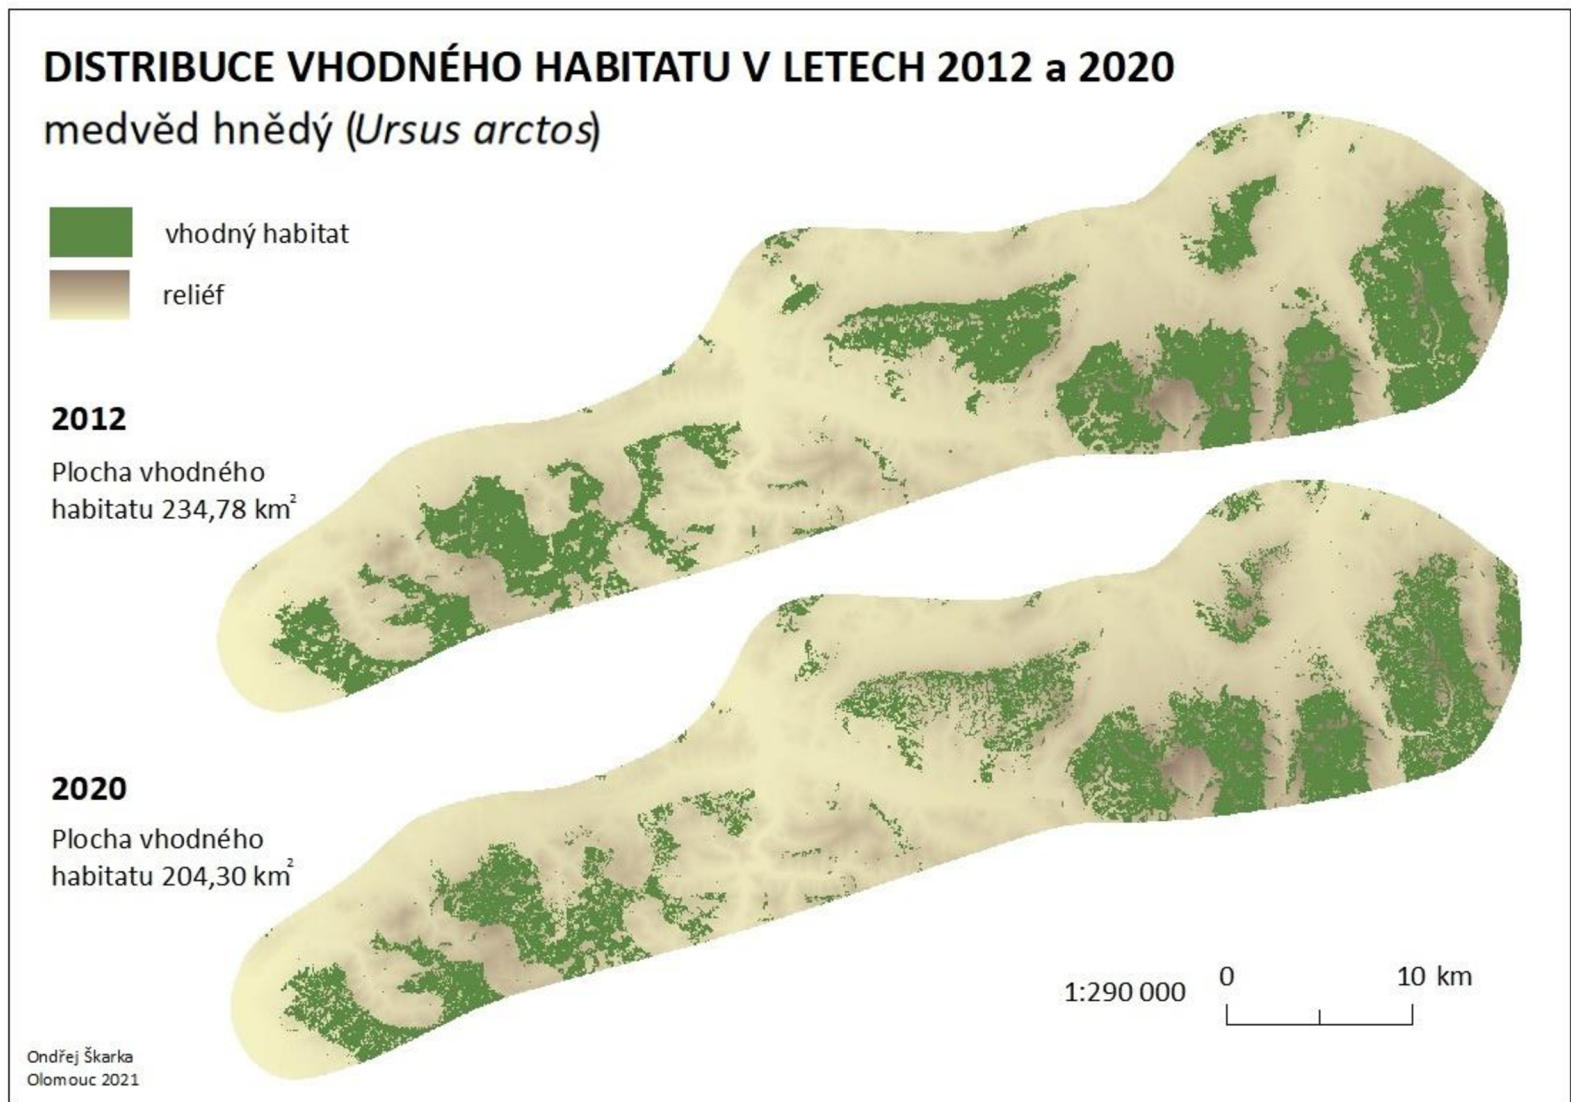 DISTRIBUCE VHODNÉHO HABITATU V LETECH 2012 a 2020
medvěd hnědý (Ursus arctos)
vhodný habitat
reliéf
2012
Plocha vhodného
habitatu 234,78 km²
2020
Plocha vhodného
habitatu 204,30 km²
1:290 000
0 10 km
Ondřej Škarka
Olomouc 2021